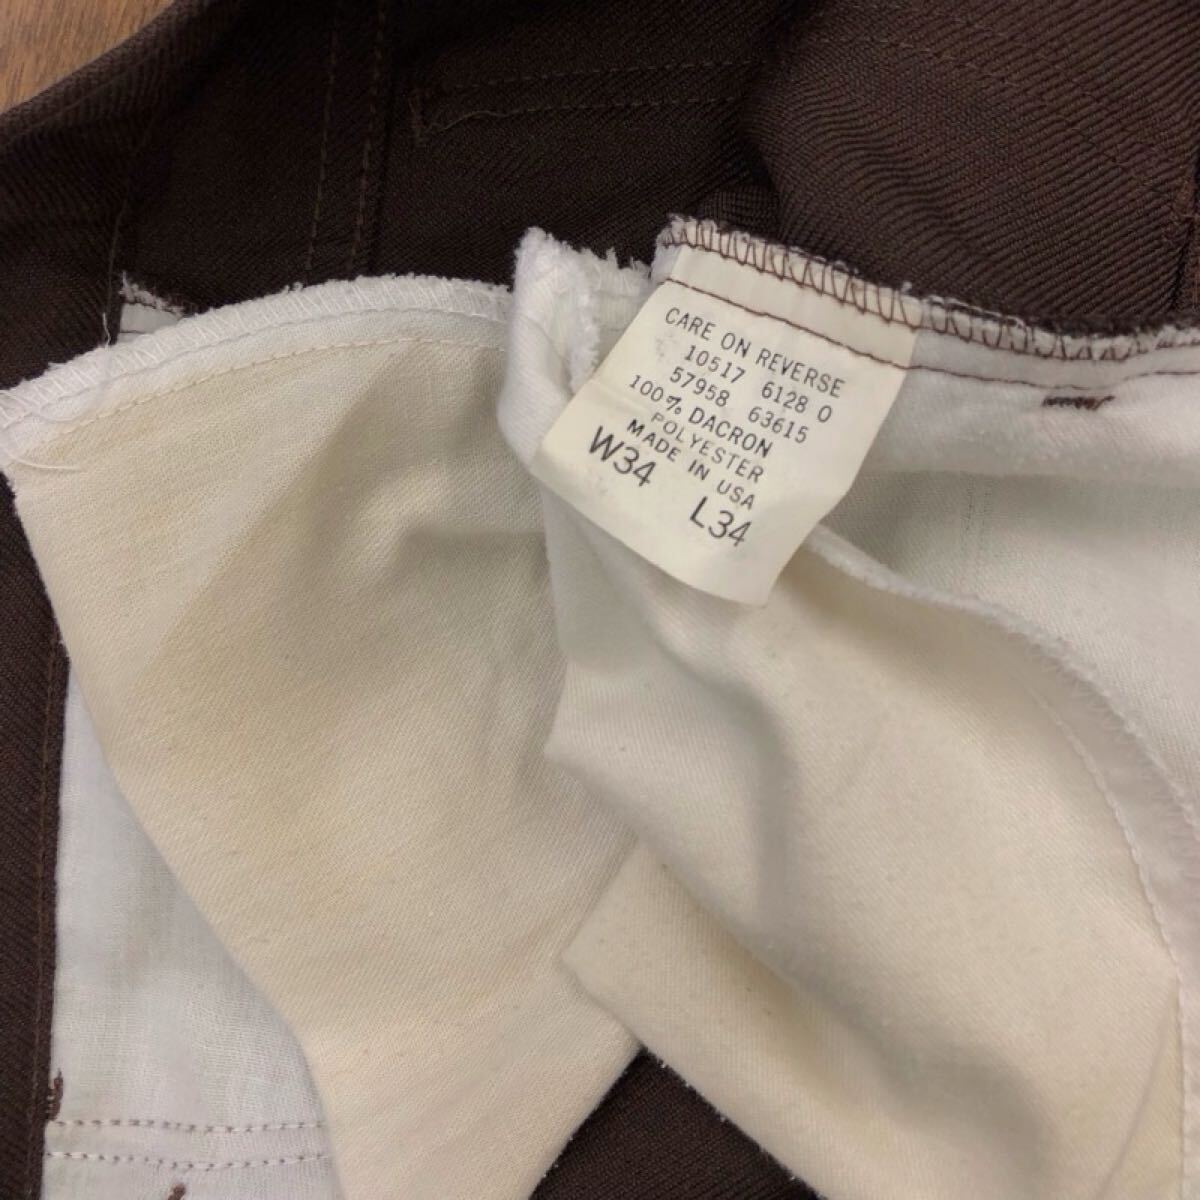 CARE ON REVERSE
10517 6128 0
57958 63615
100% DACRON
POLYESTER
MADE IN USA
W34 L34